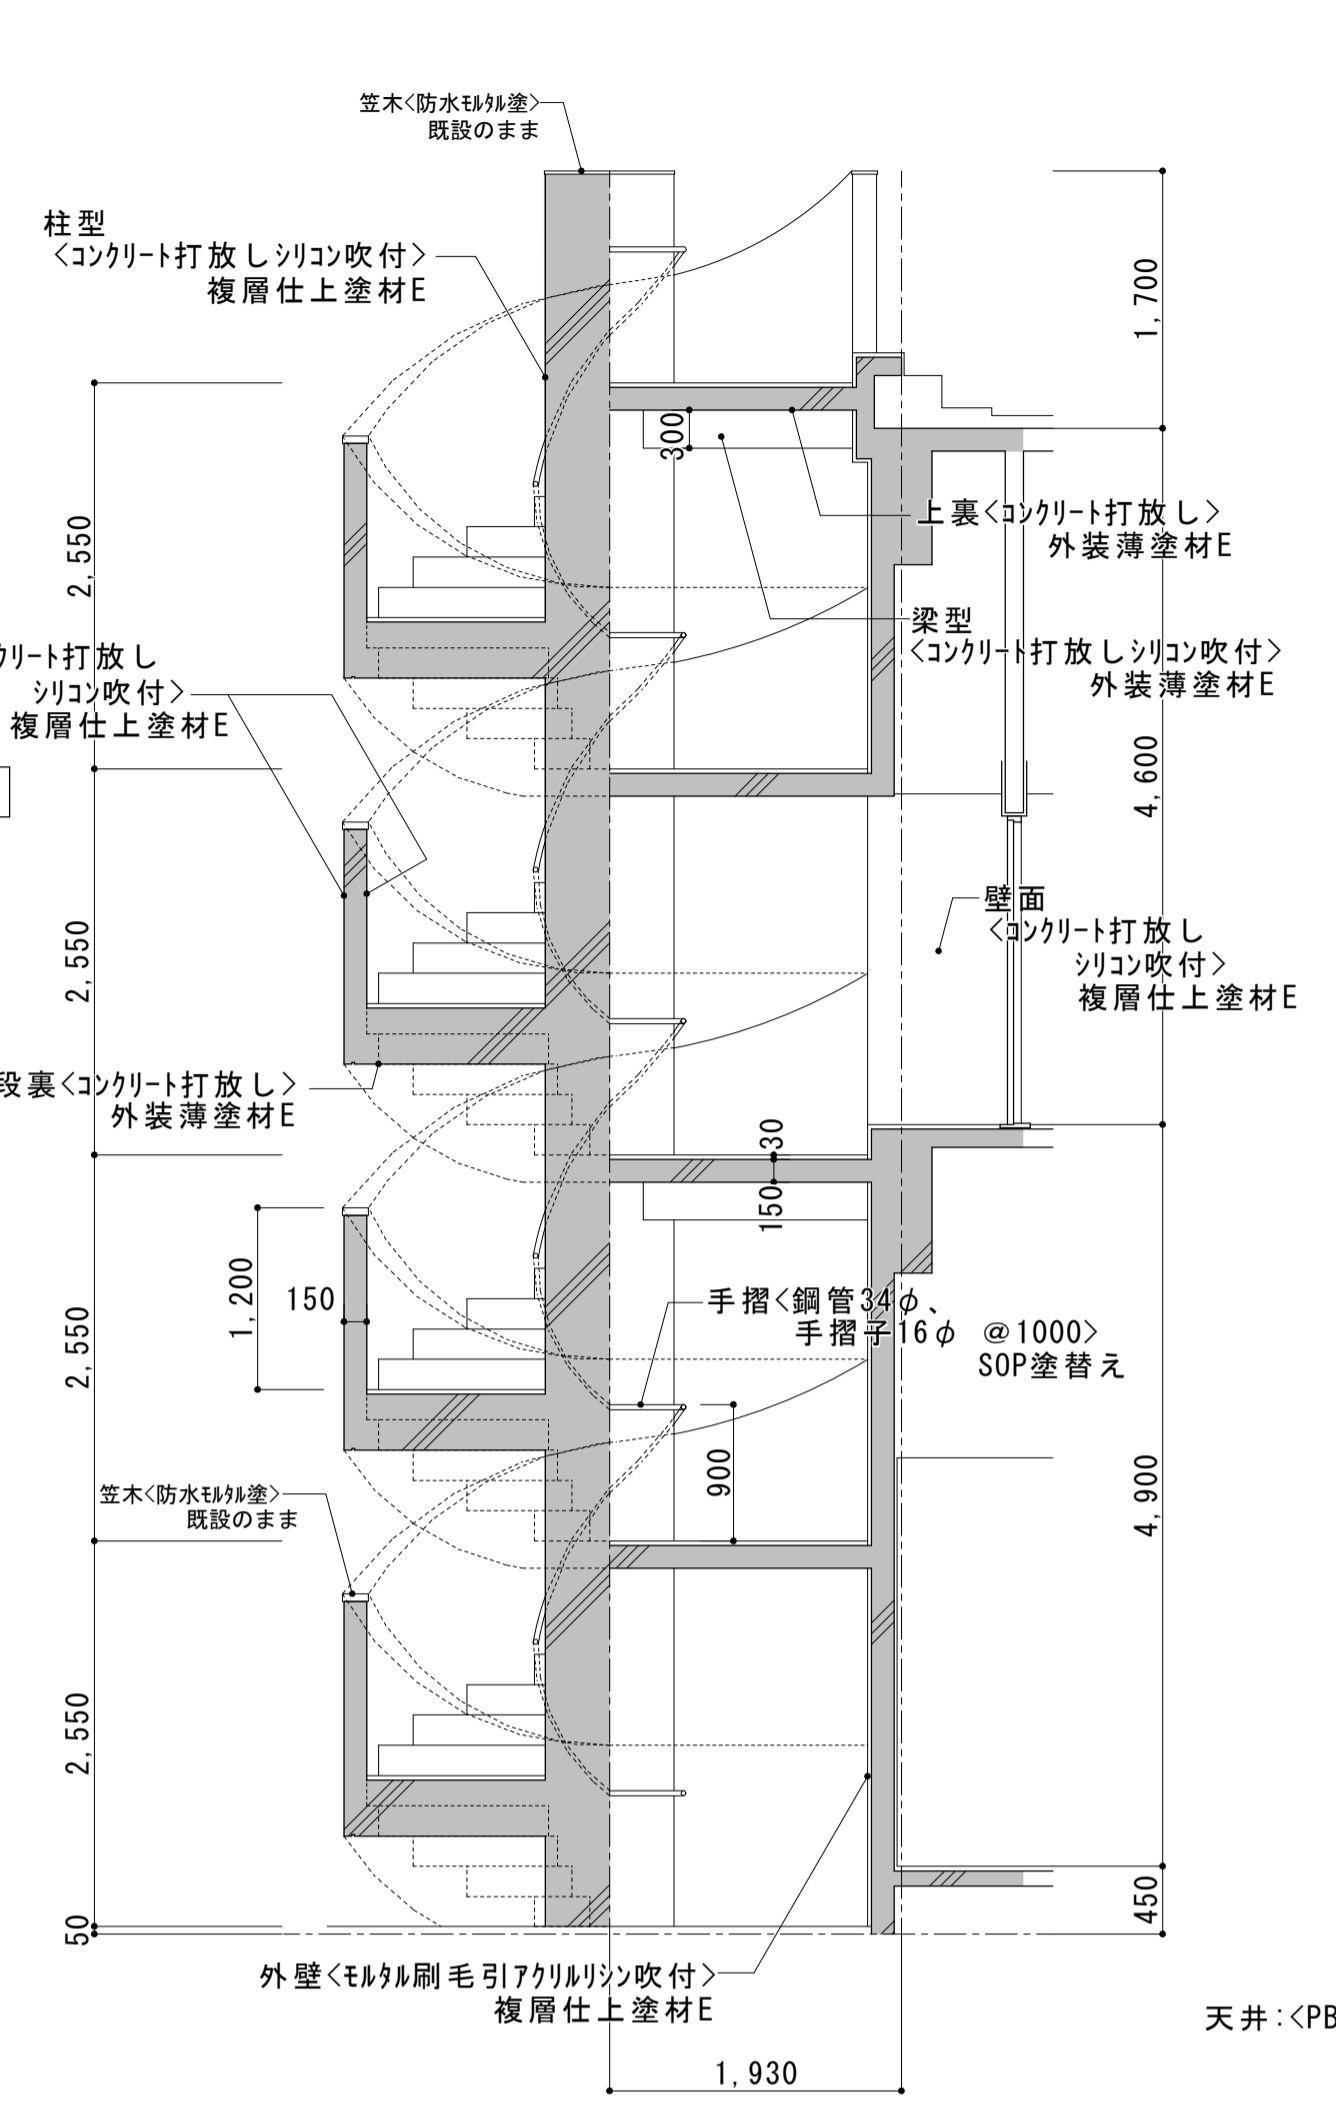 笠木<防水ﾓﾙﾀﾙ塗>
既設のまま
柱型
<ｺﾝｸﾘｰﾄ打放しｼﾘｺﾝ吹付>
複層仕上塗材E
1,700
300
2,550
上裏<ｺﾝｸﾘｰﾄ打放し>
外装薄塗材E
梁型
<ｺﾝｸﾘｰﾄ打放しｼﾘｺﾝ吹付>
外装薄塗材E
ｸﾘｰﾄ打放し
ｼﾘｺﾝ吹付>
複層仕上塗材E
4,600
2,550
壁面
<ｺﾝｸﾘｰﾄ打放し
ｼﾘｺﾝ吹付>
複層仕上塗材E
段裏<ｺﾝｸﾘｰﾄ打放し>
外装薄塗材E
30
150
1,200
150
2,550
手摺<鋼管34φ、
手摺子16φ @1000>
SOP塗替え
900
4,900
笠木<防水ﾓﾙﾀﾙ塗>
既設のまま
2,550
450
50
外壁<ﾓﾙﾀﾙ刷毛引ｱｸﾘﾙﾘｼﾝ吹付>
複層仕上塗材E
天井:<PB
1,930